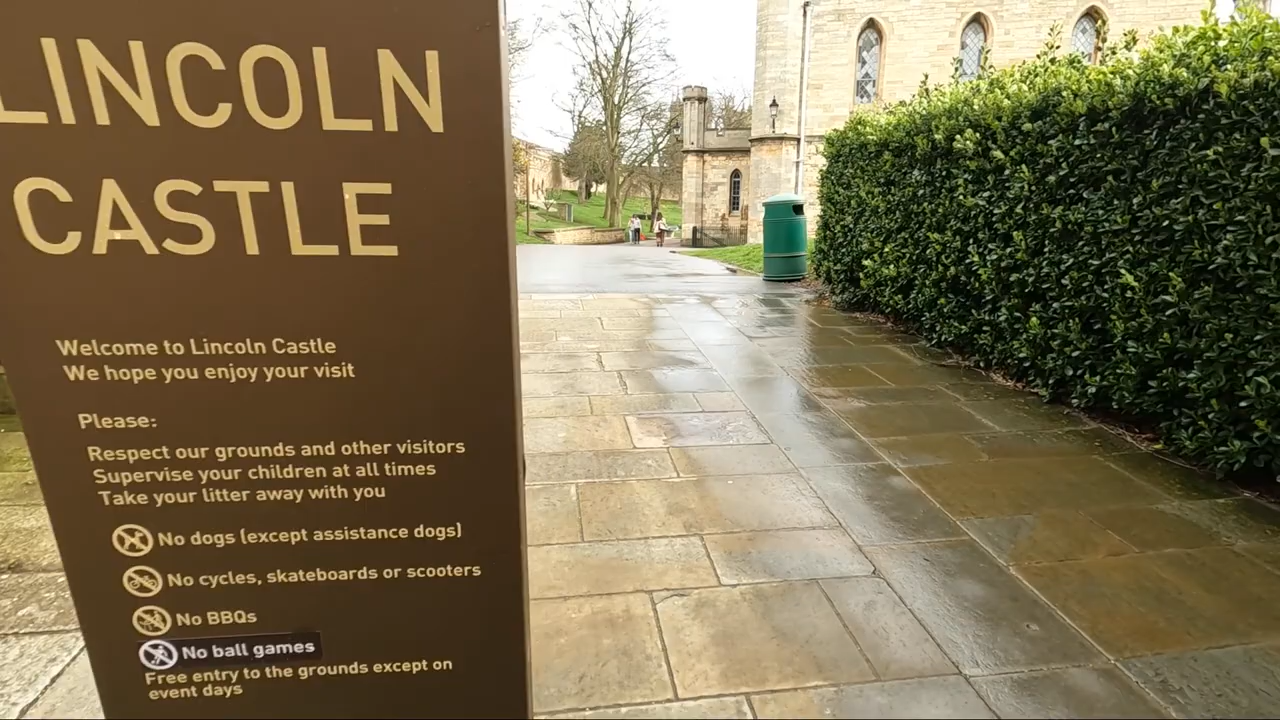 LINCOLN
CASTLE
Welcome to Lincoln Castle
We hope you enjoy your visit
Please:
Respect our grounds and other visitors
Supervise your children at all times
Take your litter away with you
No dogs (except assistance dogs)
No cycles, skateboards or scooters
No BBQs
No ball games
Free entry to the grounds except on
event days